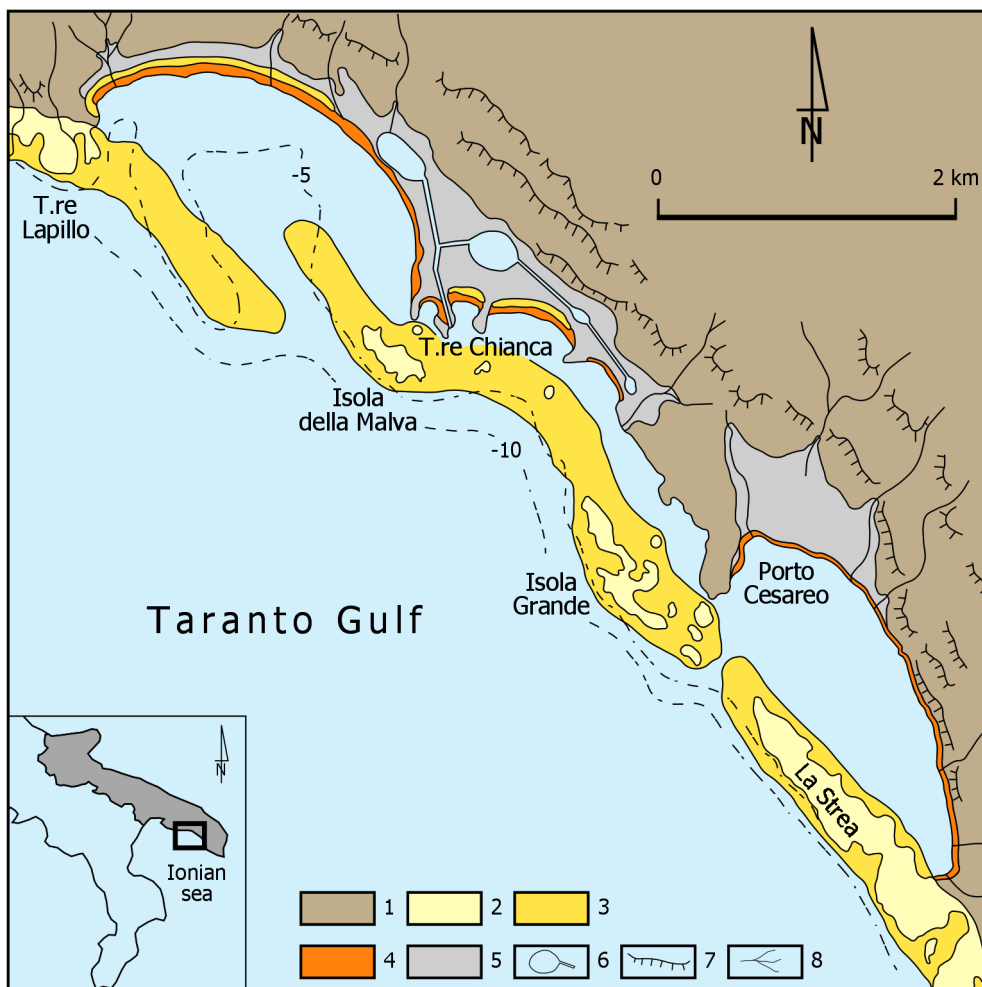 N
0
2 km
-5
T.re
Lapillo
T.re Chianca
Isola
della Malva
-10
Isola
Grande
Porto
Cesareo
Taranto Gulf
La Strea
N
Ionian
sea
1
2
3
4
5
6
7
8